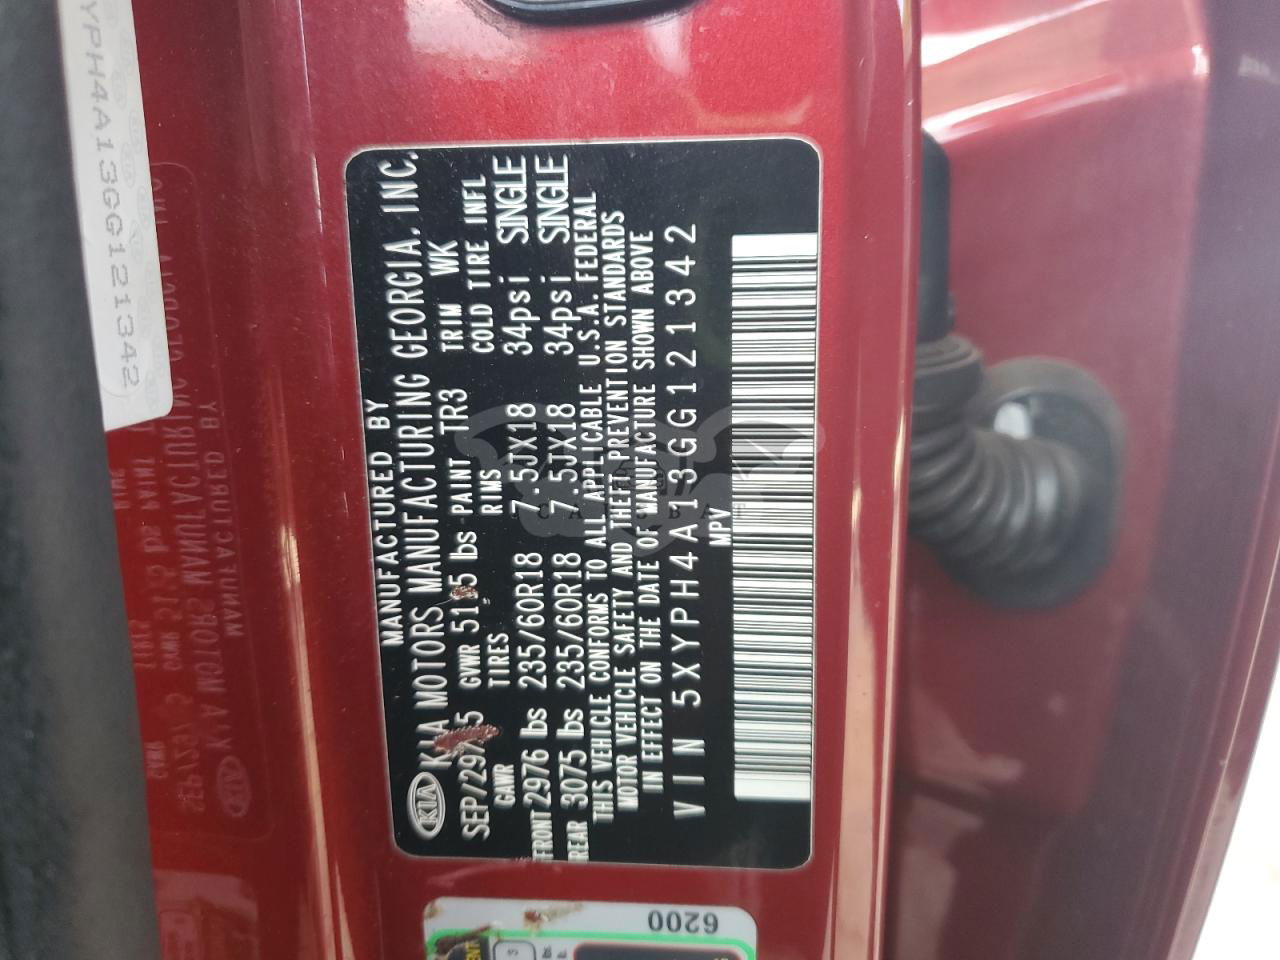 YPH4A13GG121342
MANUFACTURED BY
KIA KIA MOTORS MANUFACTURING GEORGIA, INC.
GVWR PAINT TR3 TRIM WK
GAWR TIRES RIMS COLD TIRE INFL
FRONT 2976 lbs 235/60R18 7.5JX18 34psi SINGLE
REAR 3075 lbs 235/60R18 7.5JX18 34psi SINGLE
THIS VEHICLE CONFORMS TO ALL APPLICABLE U.S.A. FEDERAL
MOTOR VEHICLE SAFETY AND THEFT PREVENTION STANDARDS
IN EFFECT ON THE DATE OF MANUFACTURE SHOWN ABOVE
VIN 5XYPH4A13GG121342
MPV
6200